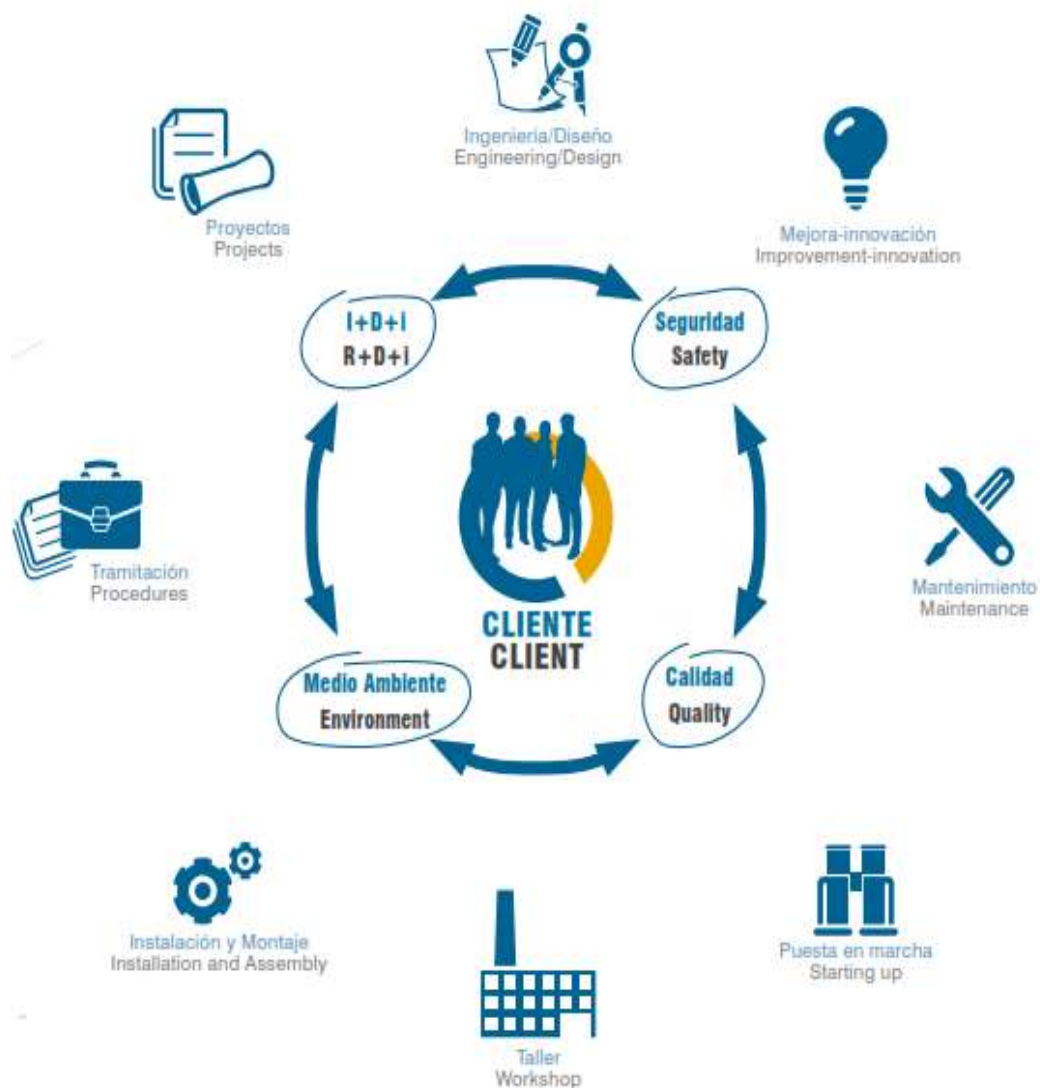 Ingeniería/Diseño
Engineering/Design
Proyectos
Projects
Mejora-innovación
Improvement-innovation
I+D+i
R+D+i
Seguridad
Safety
Tramitación
Procedures
CLIENTE
CLIENT
Mantenimiento
Maintenance
Medio Ambiente
Environment
Calidad
Quality
Instalación y Montaje
Installation and Assembly
Puesta en marcha
Starting up
Taller
Workshop